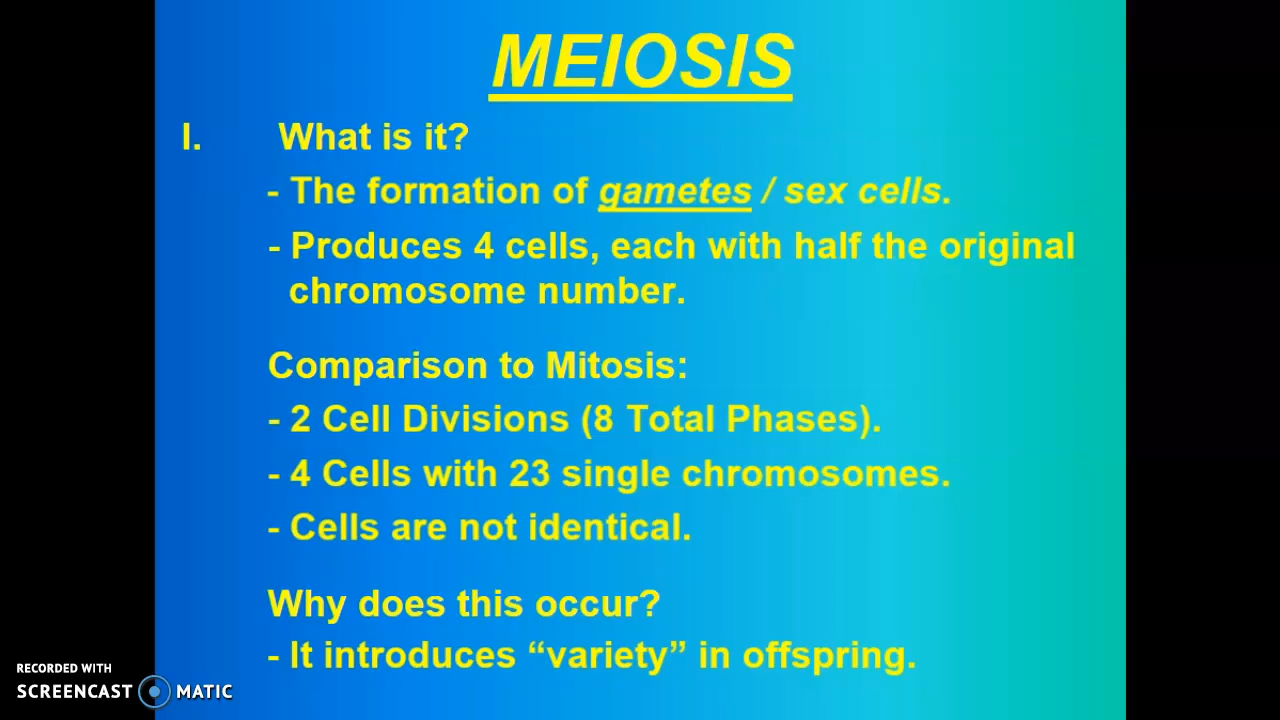 MEIOSIS
I. What is it?
- The formation of gametes / sex cells.
- Produces 4 cells, each with half the original
chromosome number.
Comparison to Mitosis:
- 2 Cell Divisions (8 Total Phases).
- 4 Cells with 23 single chromosomes.
- Cells are not identical.
Why does this occur?
- It introduces “variety” in offspring.
RECORDED WITH
SCREENCAST MATIC